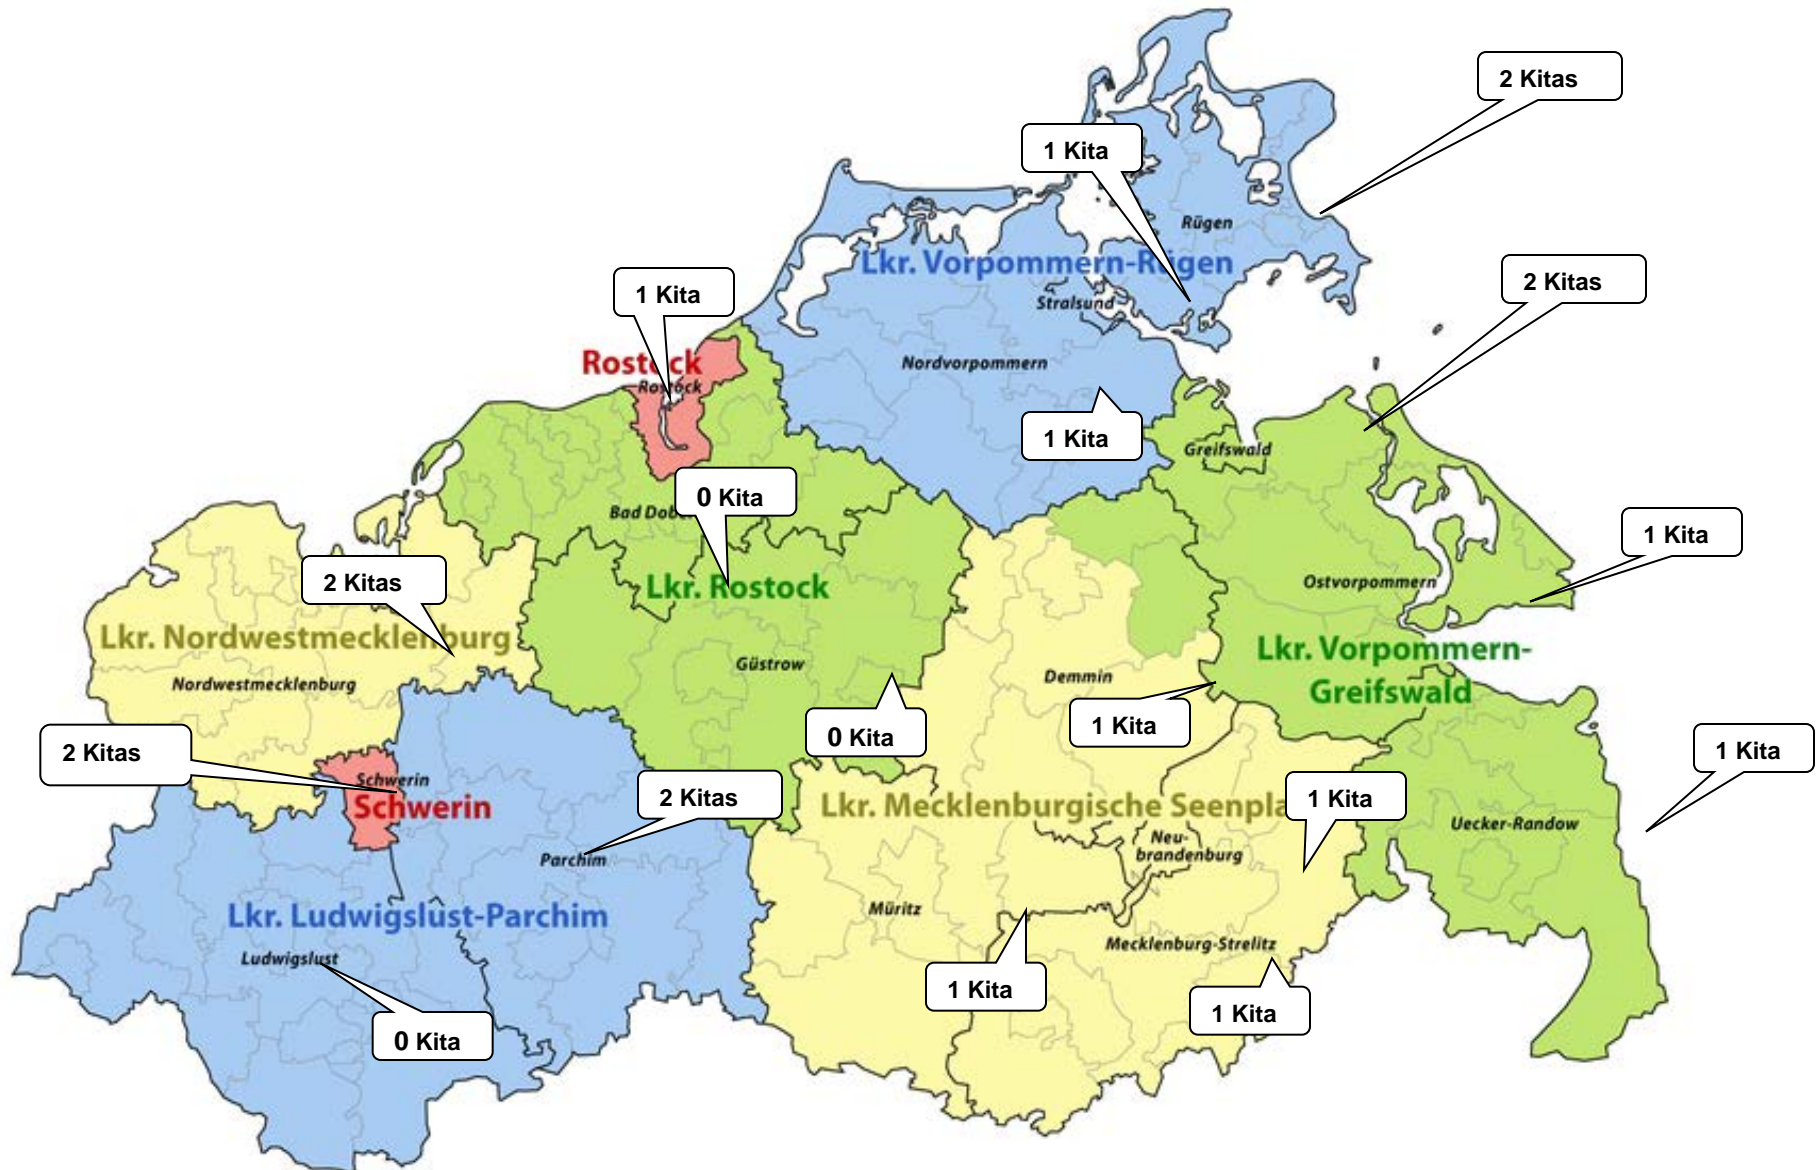 2 Kitas
1 Kita
Rügen
Lkr. Vorpommern-Rügen
2 Kitas
1 Kita
Stralsund
Rostock
Rostock
Nordvorpommern
1 Kita
Greifswald
0 Kita
Bad Dober
1 Kita
2 Kitas
Lkr. Rostock
Ostvorpommern
Lkr. Nordwestmecklenburg
Lkr. Vorpommern-
Greifswald
Güstrow
Demmin
Nordwestmecklenburg
1 Kita
0 Kita
2 Kitas
1 Kita
Schwerin
Schwerin
2 Kitas
Lkr. Mecklenburgische Seenpla
1 Kita
Uecker-Randow
Neu-
brandenburg
Parchim
Müritz
Lkr. Ludwigslust-Parchim
Mecklenburg-Strelitz
Ludwigslust
1 Kita
1 Kita
0 Kita